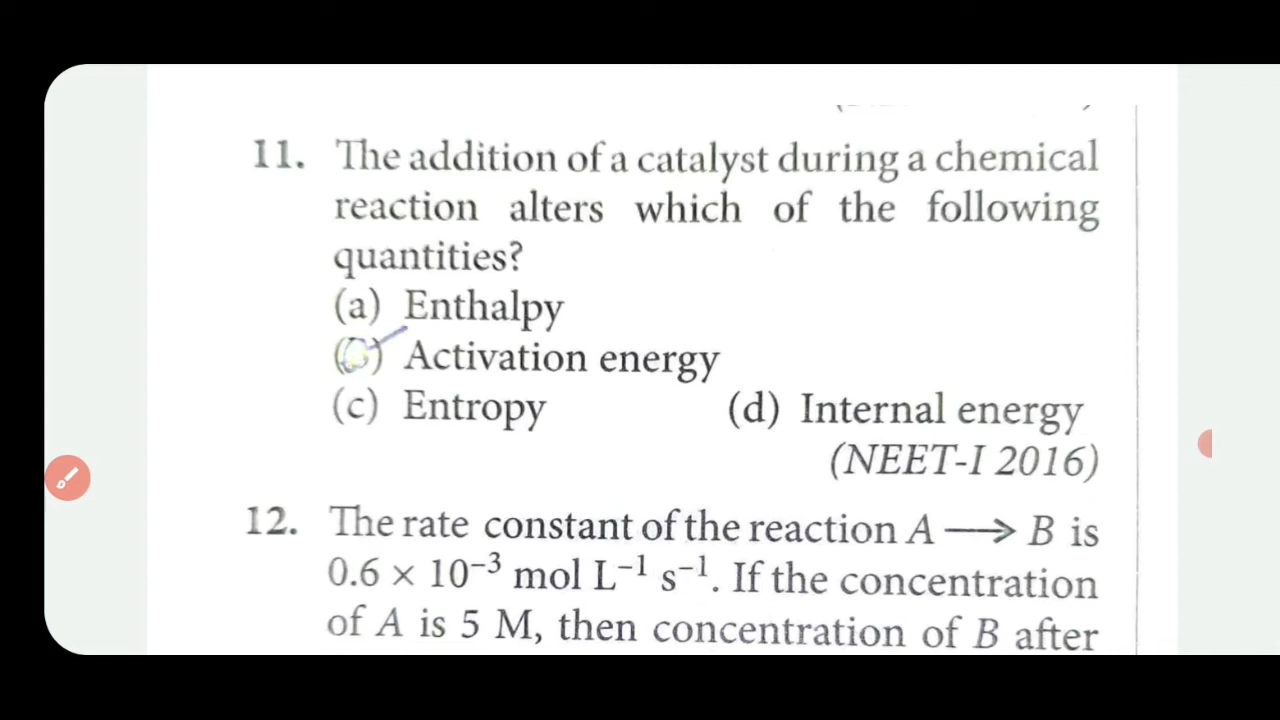 11. The addition of a catalyst during a chemical
reaction alters which of the following
quantities?
(a) Enthalpy
Activation energy
(c) Entropy (d) Internal energy
(NEET-I 2016)
12. The rate constant of the reaction A ⟶ B is
0.6 × 10⁻³ mol L⁻¹ s⁻¹. If the concentration
of A is 5 M, then concentration of B after